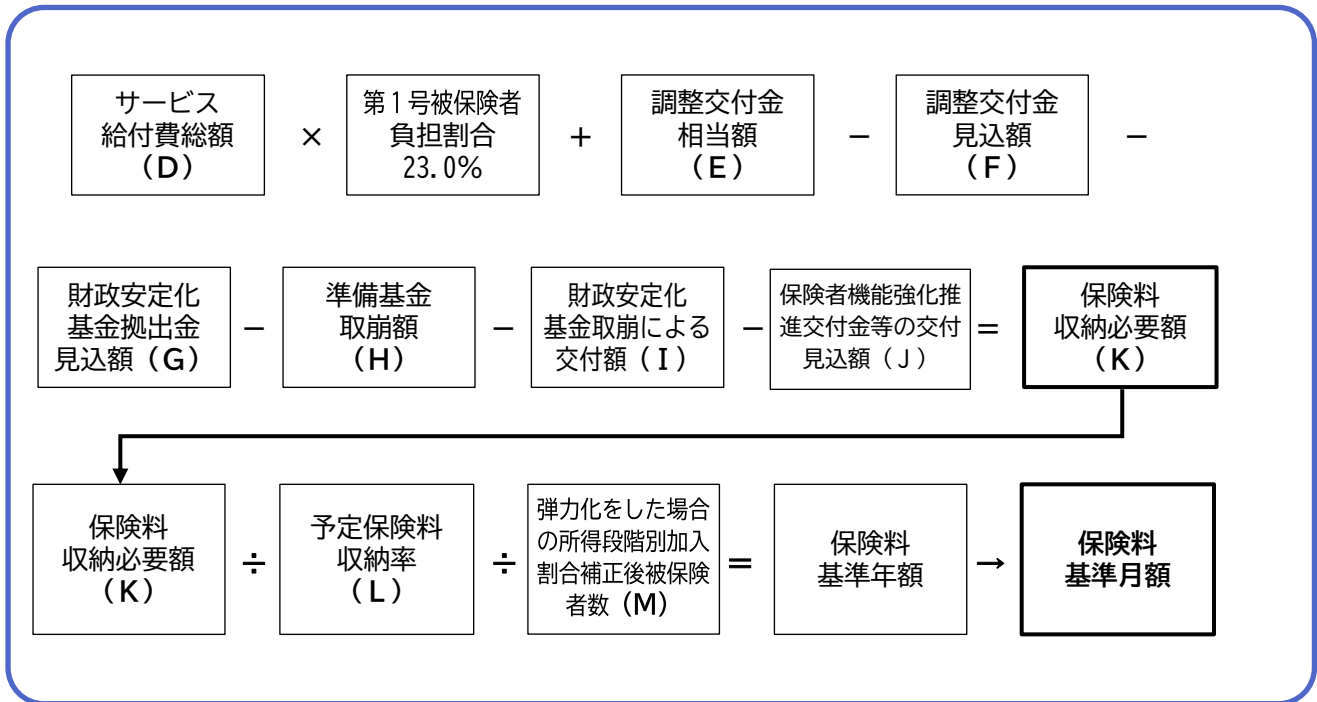 サービス
給付費総額
(D)
×
第１号被保険者
負担割合
23.0%
+
調整交付金
相当額
(E)
−
調整交付金
見込額
(F)
−
財政安定化
基金拠出金
見込額(G)
−
準備基金
取崩額
(H)
−
財政安定化
基金取崩による
交付額(I)
−
保険者機能強化推
進交付金等の交付
見込額(J)
=
保険料
収納必要額
(K)
保険料
収納必要額
(K)
÷
予定保険料
収納率
(L)
÷
弾力化をした場合
の所得段階別加入
割合補正後被保険
者数(M)
=
保険料
基準年額
→
保険料
基準月額